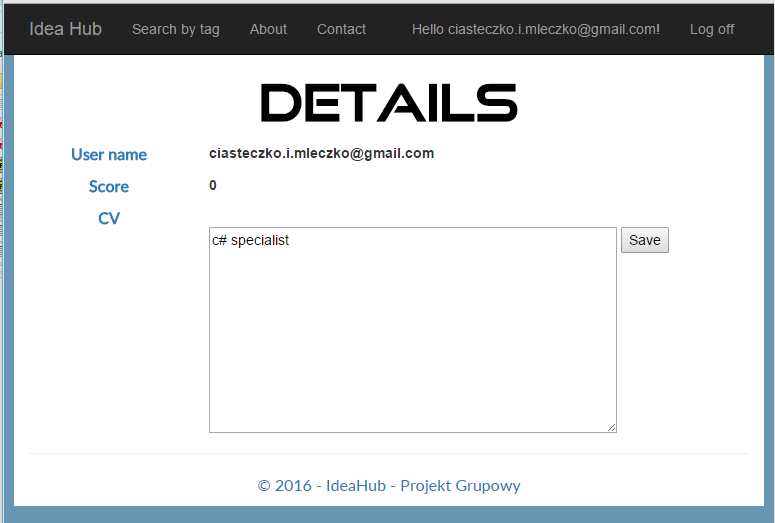 Idea Hub Search by tag About Contact Hello ciasteczko.i.mleczko@gmail.com! Log off
DETAILS
User name ciasteczko.i.mleczko@gmail.com
Score 0
CV
c# specialist Save
© 2016 - IdeaHub - Projekt Grupowy